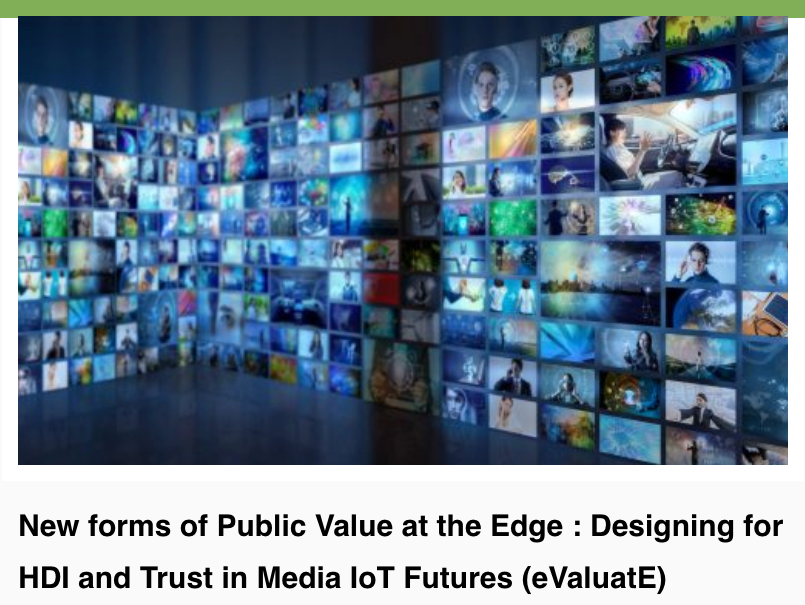 New forms of Public Value at the Edge : Designing for
HDI and Trust in Media IoT Futures (eValuatE)